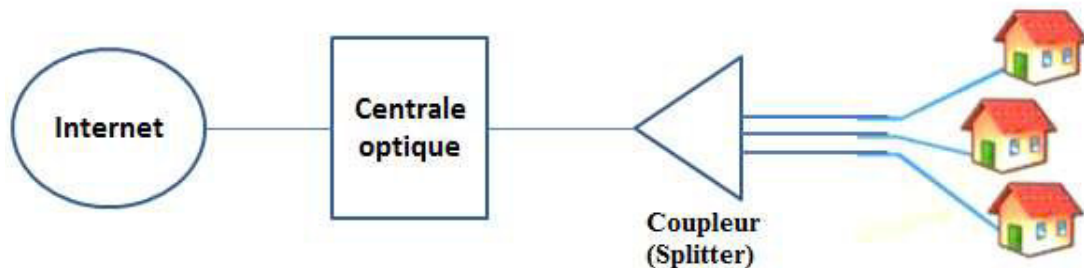 Internet
Centrale
optique
Coupleur
(Splitter)